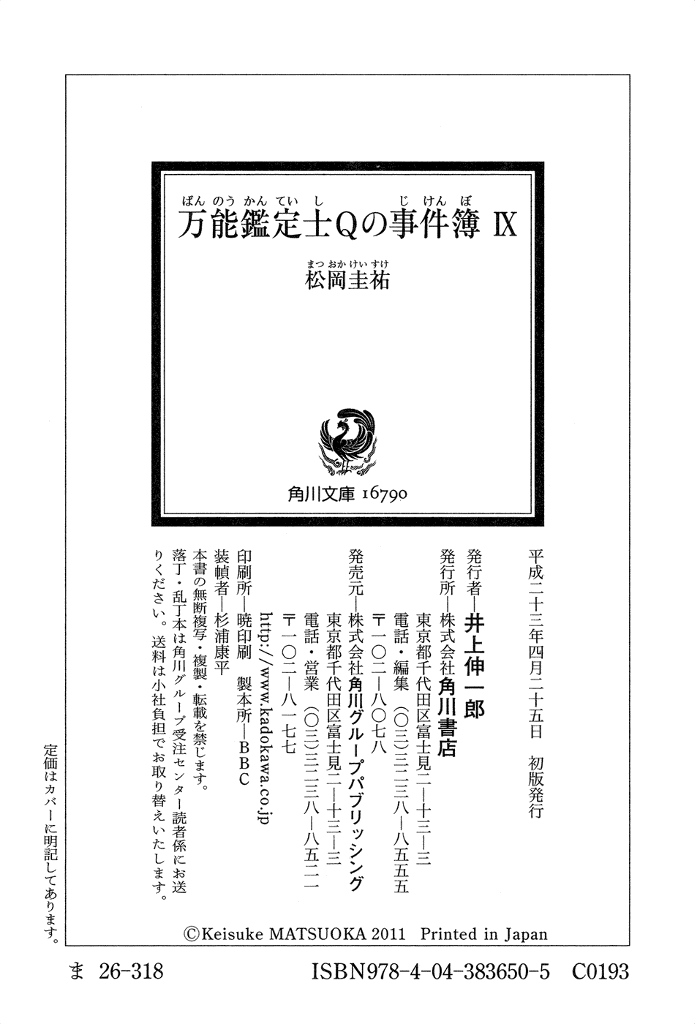 ばんのうかんていし じけんぼ
万能鑑定士Qの事件簿 Ⅸ
まつおかけいすけ
松岡圭祐
角川文庫 16790
平成二十三年四月二十五日 初版発行
発行者―井上伸一郎
発行所―株式会社角川書店
東京都千代田区富士見二―十三―三
電話・編集 (〇三)三二三八―八五五五
〒一〇二―八〇七八
発売元―株式会社角川グループパブリッシング
東京都千代田区富士見二―十三―三
電話・営業 (〇三)三二三八―八五二一
〒一〇二―八一七七
http://www.kadokawa.co.jp
印刷所―暁印刷 製本所―BBC
装幀者―杉浦康平
本書の無断複写・複製・転載を禁じます。
落丁・乱丁本は角川グループ受注センター読者係にお送
りください。送料は小社負担でお取り替えいたします。
定価はカバーに明記してあります。
©Keisuke MATSUOKA 2011 Printed in Japan
ま 26-318
ISBN978-4-04-383650-5 C0193